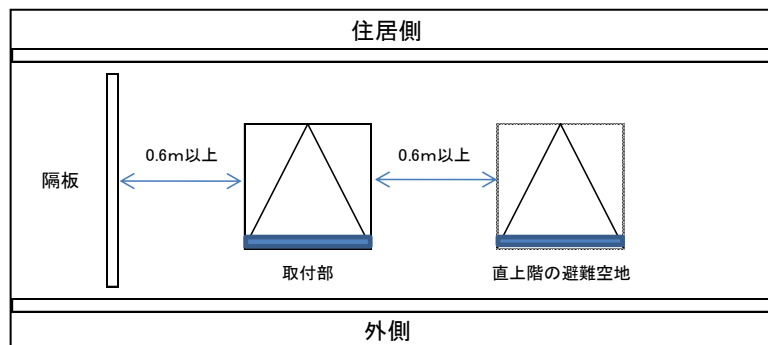 住居側
0.6m以上
0.6m以上
隔板
取付部
直上階の避難空地
外側